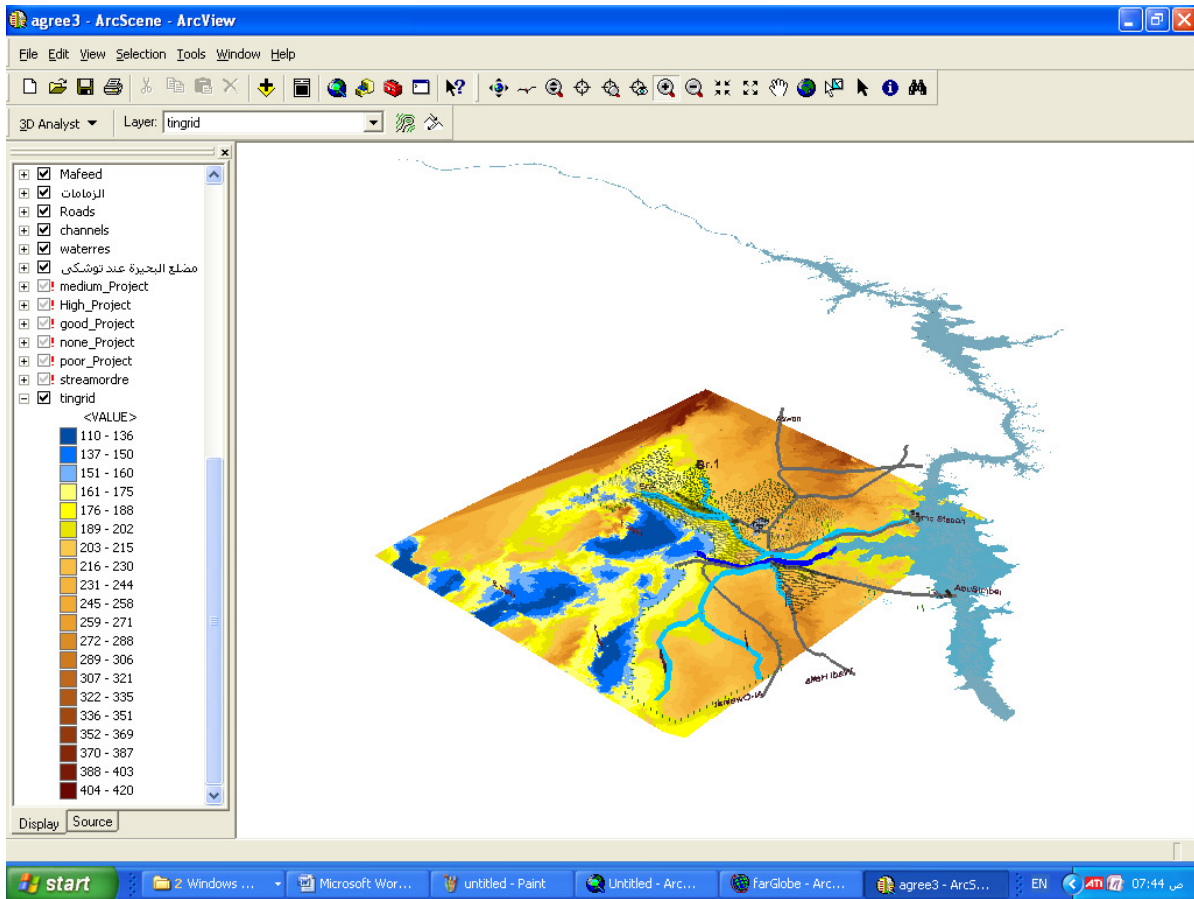 agree3 - ArcScene - ArcView
File Edit View Selection Tools Window Help
3D Analyst Layer: tingrid
Mafeed
الزمامات
Roads
channels
waterres
مضلع البحيرة عند توشكى
medium_Project
High_Project
good_Project
none_Project
poor_Project
streamordre
tingrid
<VALUE>
110 - 136
137 - 150
151 - 160
161 - 175
176 - 188
189 - 202
203 - 215
216 - 230
231 - 244
245 - 258
259 - 271
272 - 288
289 - 306
307 - 321
322 - 335
336 - 351
352 - 369
370 - 387
388 - 403
404 - 420
Display Source
Aswan
Br.1
start 2 Windows ... Microsoft Wor... untitled - Paint Untitled - Arc... farGlobe - Arc... agree3 - ArcS... EN ATI 07:44 ص